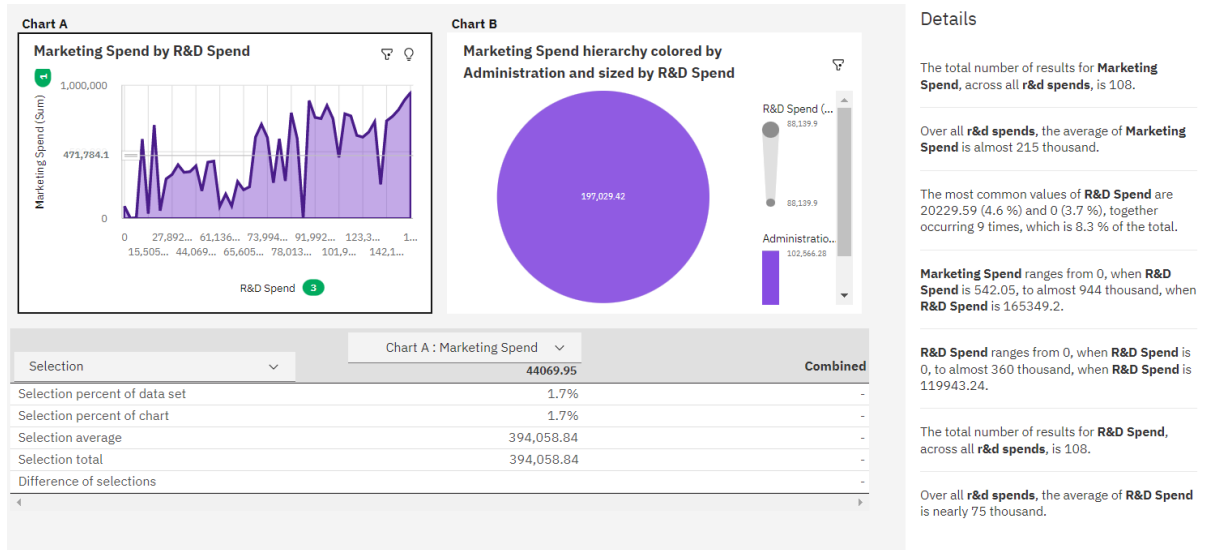 Chart A
Marketing Spend by R&D Spend
Marketing Spend (Sum)
1,000,000
471,784.1
0
0 27,892... 61,136... 73,994... 91,992... 123,3... 1...
15,505... 44,069... 65,605... 78,013... 101,9... 142,1...
R&D Spend 3
Chart B
Marketing Spend hierarchy colored by
Administration and sized by R&D Spend
197,029.42
R&D Spend (...
88,139.9
88,139.9
Administratio...
102,566.28
Selection
Chart A : Marketing Spend
44069.95
Combined
Selection percent of data set 1.7% -
Selection percent of chart 1.7% -
Selection average 394,058.84 -
Selection total 394,058.84 -
Difference of selections -
Details
The total number of results for Marketing
Spend, across all r&d spends, is 108.
Over all r&d spends, the average of Marketing
Spend is almost 215 thousand.
The most common values of R&D Spend are
20229.59 (4.6 %) and 0 (3.7 %), together
occurring 9 times, which is 8.3 % of the total.
Marketing Spend ranges from 0, when R&D
Spend is 542.05, to almost 944 thousand, when
R&D Spend is 165349.2.
R&D Spend ranges from 0, when R&D Spend is
0, to almost 360 thousand, when R&D Spend is
119943.24.
The total number of results for R&D Spend,
across all r&d spends, is 108.
Over all r&d spends, the average of R&D Spend
is nearly 75 thousand.